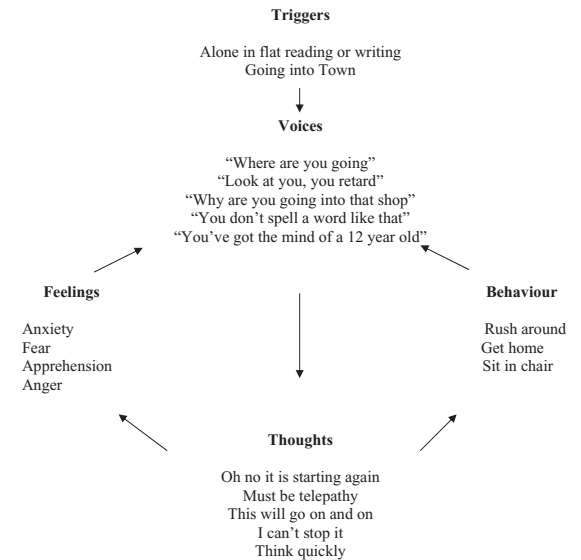 Triggers
Alone in flat reading or writing
Going into Town
Voices
“Where are you going”
“Look at you, you retard”
“Why are you going into that shop”
“You don’t spell a word like that”
“You’ve got the mind of a 12 year old”
Feelings
Anxiety
Fear
Apprehension
Anger
Behaviour
Rush around
Get home
Sit in chair
Thoughts
Oh no it is starting again
Must be telepathy
This will go on and on
I can’t stop it
Think quickly